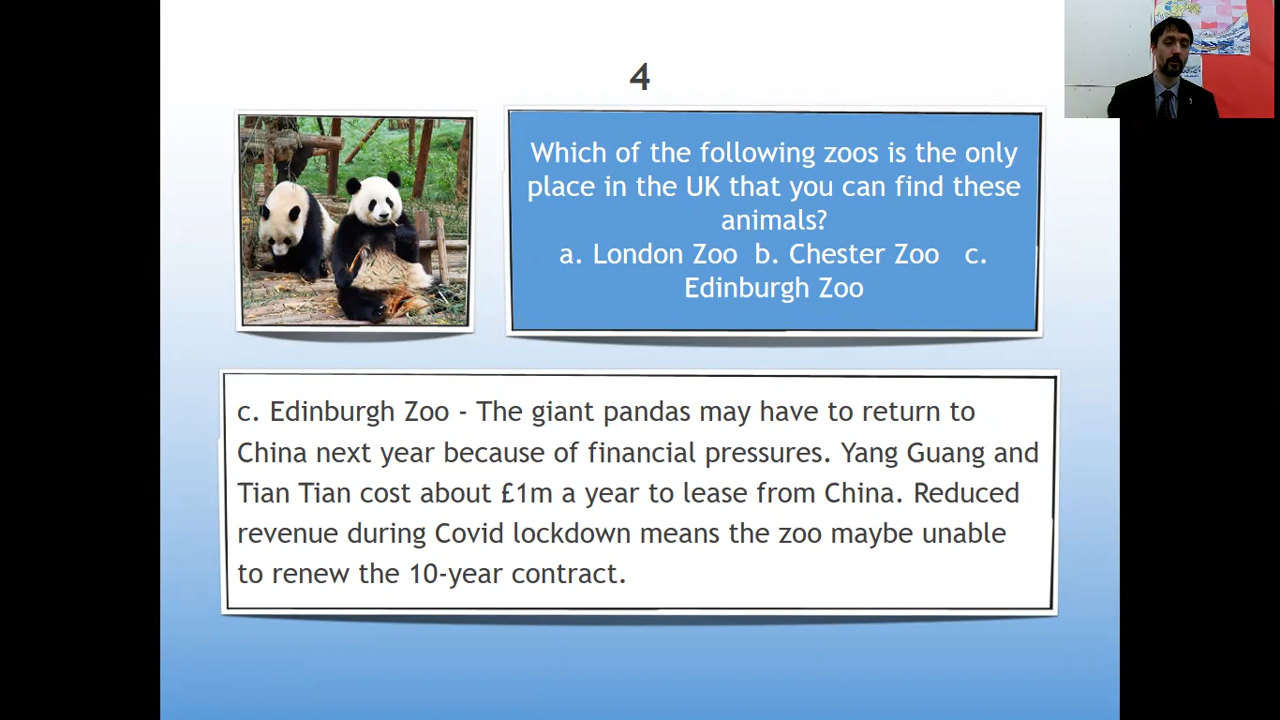 4
Which of the following zoos is the only
place in the UK that you can find these
animals?
a. London Zoo  b. Chester Zoo   c.
Edinburgh Zoo
c. Edinburgh Zoo - The giant pandas may have to return to
China next year because of financial pressures. Yang Guang and
Tian Tian cost about £1m a year to lease from China. Reduced
revenue during Covid lockdown means the zoo maybe unable
to renew the 10-year contract.